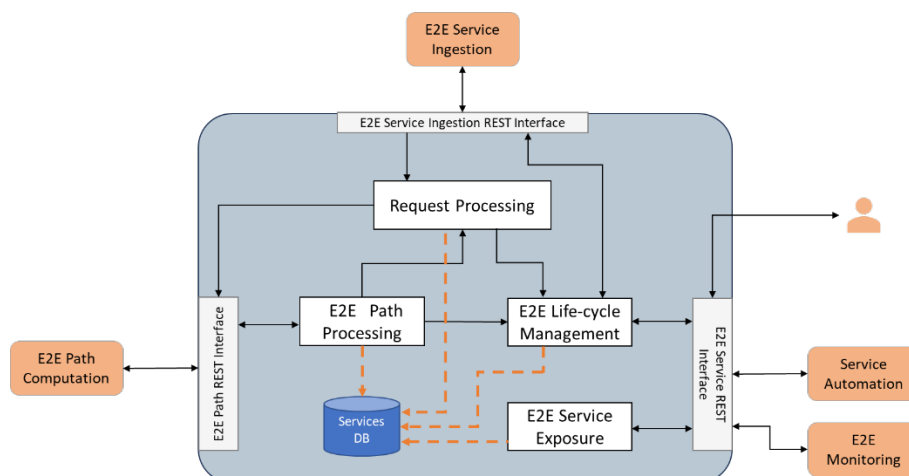 E2E Service
Ingestion
E2E Service Ingestion REST Interface
Request Processing
E2E Path
Processing
E2E Life-cycle
Management
E2E Path REST Interface
E2E Service REST
Interface
E2E Path
Computation
Service
Automation
Services
DB
E2E Service
Exposure
E2E
Monitoring